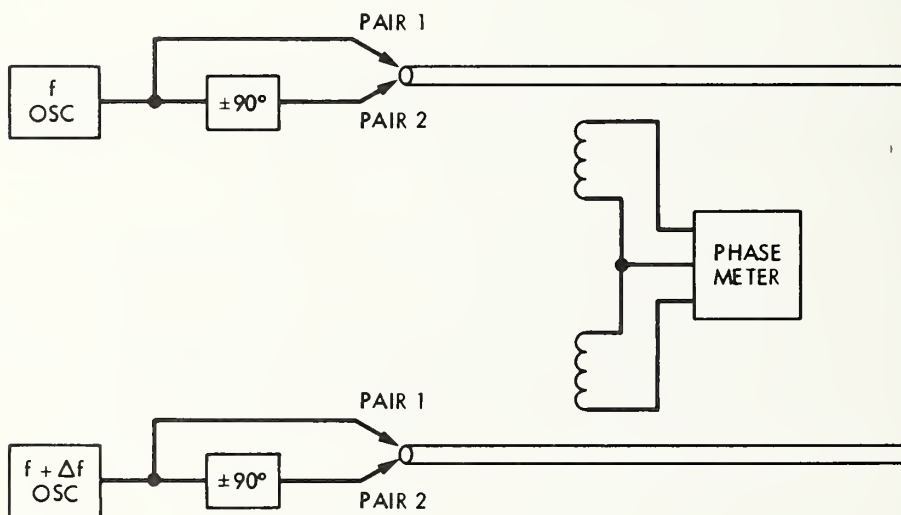 PAIR 1
f
OSC
±90°
PAIR 2
PHASE
METER
PAIR 1
f + Δf
OSC
±90°
PAIR 2